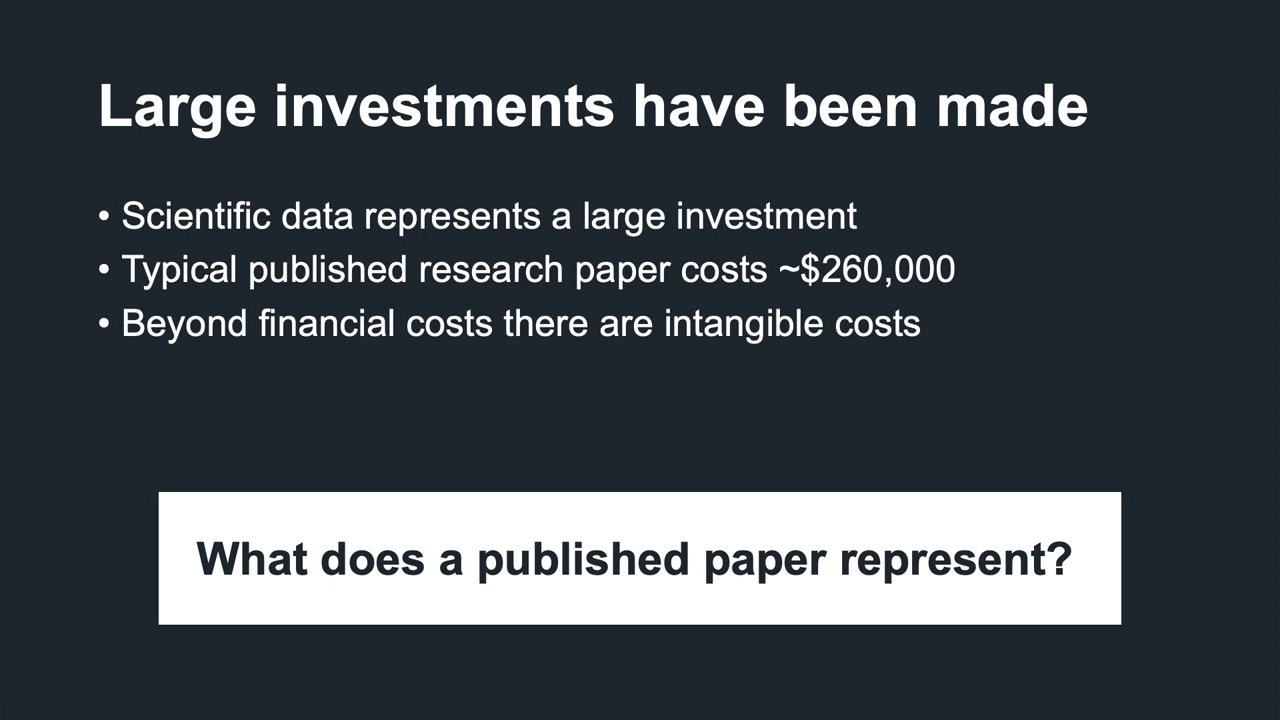 Large investments have been made
• Scientific data represents a large investment
• Typical published research paper costs ~$260,000
• Beyond financial costs there are intangible costs
What does a published paper represent?